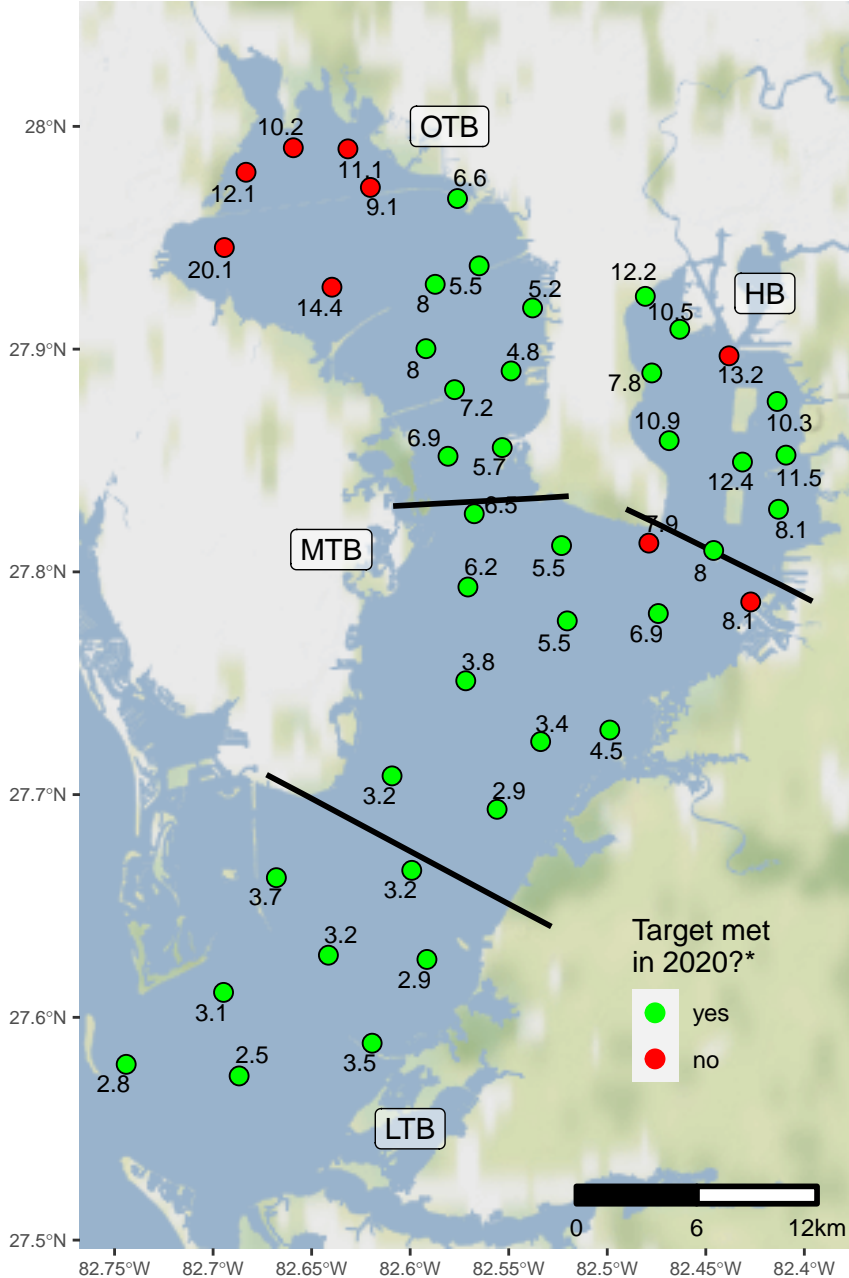 28°N
10.2
OTB
11.1
12.1
9.1
6.6
20.1
14.4
8
5.5
5.2
12.2
HB
10.5
27.9°N
13.2
8
4.8
7.8
7.2
10.3
6.9
5.7
10.9
12.4
11.5
6.5
7.9
8.1
MTB
5.5
8
27.8°N
6.2
8.1
5.5
6.9
3.8
3.4
4.5
27.7°N
3.2
2.9
3.7
3.2
3.2
2.9
Target met
in 2020?*
yes
no
3.1
27.6°N
2.8
2.5
3.5
LTB
0 6 12km
27.5°N
82.75°W 82.7°W 82.65°W 82.6°W 82.55°W 82.5°W 82.45°W 82.4°W